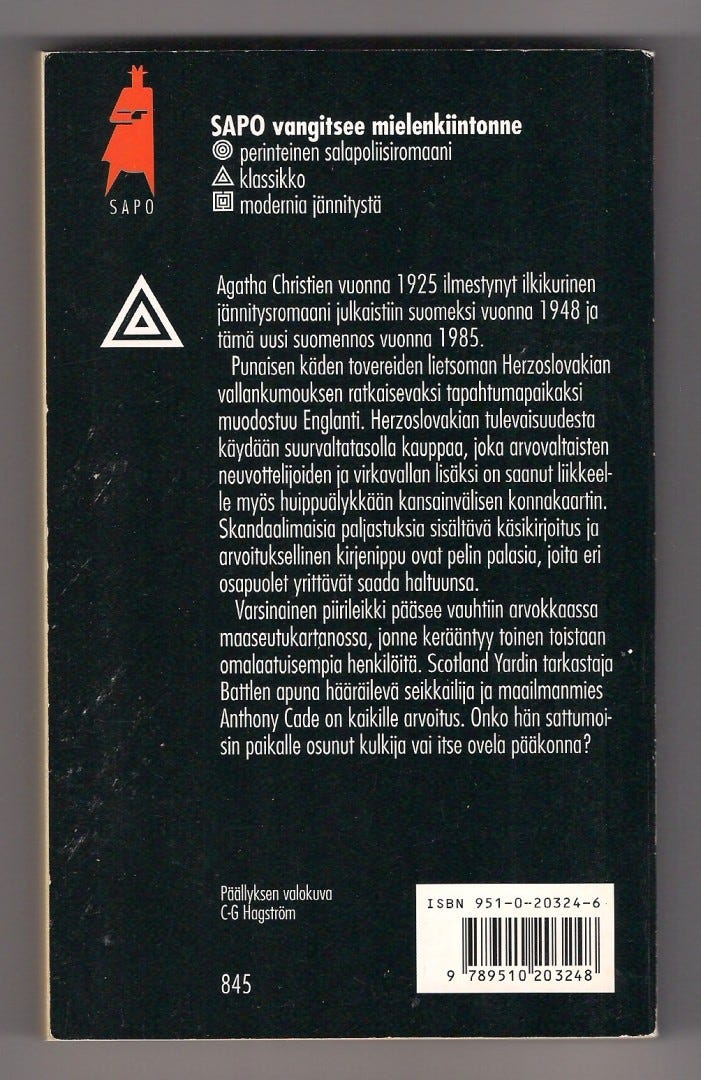 SAPO
SAPO vangitsee mielenkiintonne
perinteinen salapoliisiromaani
klassikko
modernia jännitystä
Agatha Christien vuonna 1925 ilmestynyt ilkikurinen
jännitysromaani julkaistiin suomeksi vuonna 1948 ja
tämä uusi suomennos vuonna 1985.
Punaisen käden tovereiden lietsoman Herzoslovakian
vallankumouksen ratkaisevaksi tapahtumapaikaksi
muodostuu Englanti. Herzoslovakian tulevaisuudesta
käydään suurvaltatasolla kauppaa, joka arvovaltaisten
neuvottelijoiden ja virkavallan lisäksi on saanut liikkeel-
le myös huippuälykkään kansainvälisen konnakaartin.
Skandaalimaisia paljastuksia sisältävä käsikirjoitus ja
arvoituksellinen kirjenippu ovat pelin palasia, joita eri
osapuolet yrittävät saada haltuunsa.
Varsinainen piirileikki pääsee vauhtiin arvokkaassa
maaseutukartanossa, jonne kerääntyy toinen toistaan
omalaatuisempia henkilöitä. Scotland Yardin tarkastaja
Battlen apuna hääräilevä seikkailija ja maailmanmies
Anthony Cade on kaikille arvoitus. Onko hän sattumoi-
sin paikalle osunut kulkija vai itse ovela pääkonna?
Päällyksen valokuva
C-G Hagström
845
ISBN 951-0-20324-6
9 789510 203248